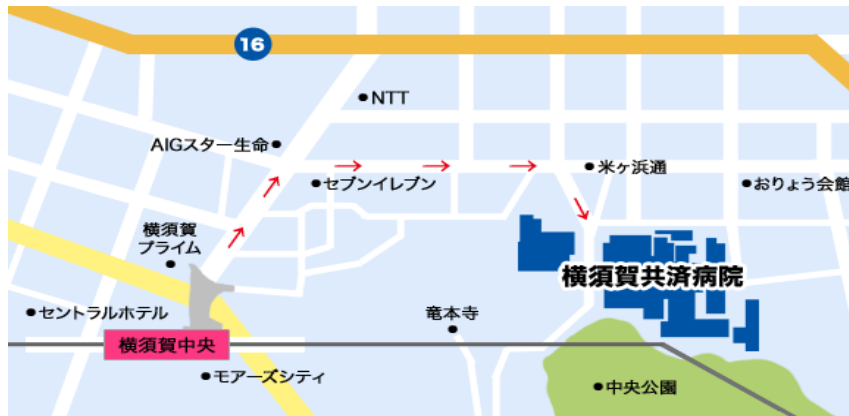 16
NTT
AIGスター生命
米ヶ浜通
セブンイレブン
おりょう会館
横須賀
プライム
横須賀共済病院
セントラルホテル
竜本寺
横須賀中央
モアーズシティ
中央公園